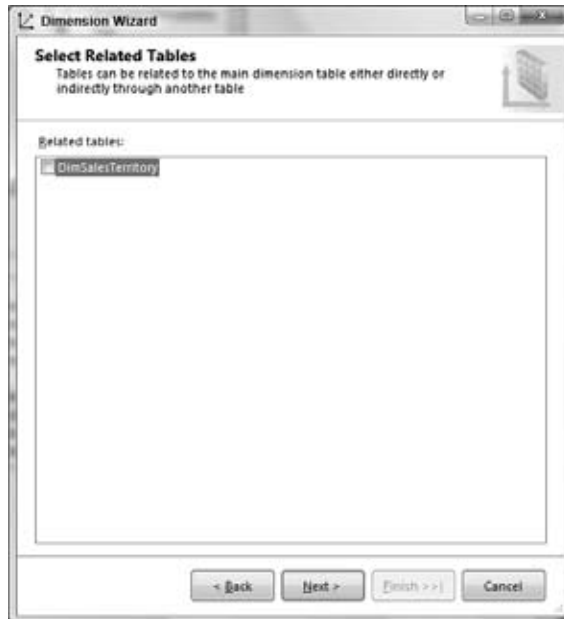 Dimension Wizard
Select Related Tables
Tables can be related to the main dimension table either directly or
indirectly through another table
Related tables:
DimSalesTerritory
< Back
Next >
Finish >>|
Cancel